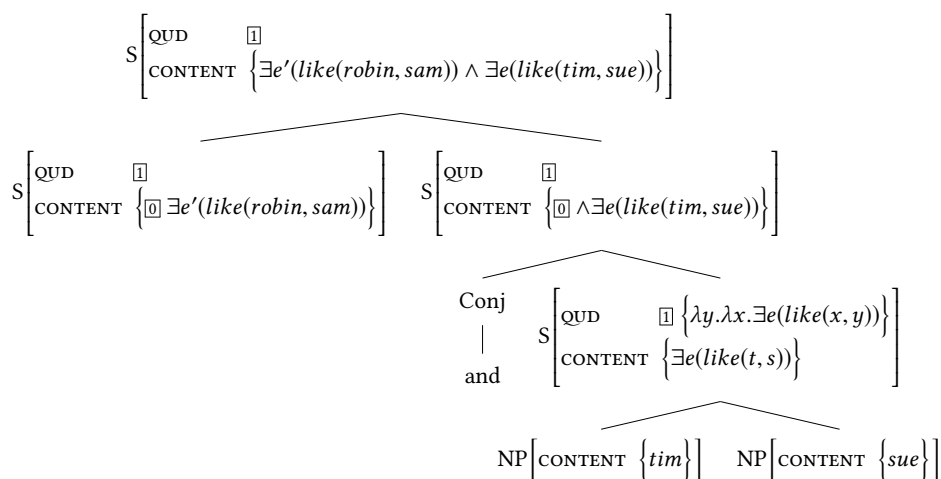 S[QUD [1]
CONTENT {∃e′(like(robin, sam)) ∧ ∃e(like(tim, sue))}]
S[QUD [1]
CONTENT {[0] ∃e′(like(robin, sam))}]
S[QUD [1]
CONTENT {[0] ∧∃e(like(tim, sue))}]
Conj
and
S[QUD [1] {λy.λx.∃e(like(x, y))}
CONTENT {∃e(like(t, s))}]
NP[CONTENT {tim}] NP[CONTENT {sue}]